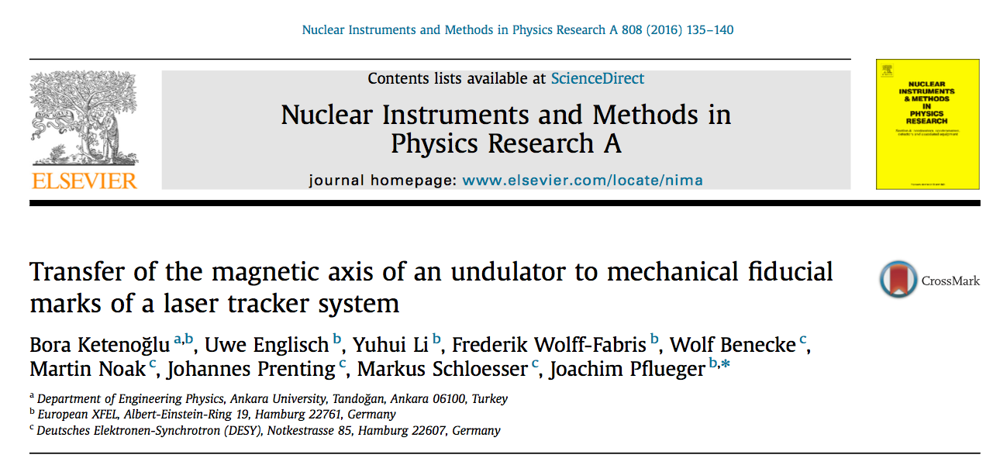 Nuclear Instruments and Methods in Physics Research A 808 (2016) 135–140
Contents lists available at ScienceDirect
Nuclear Instruments and Methods in
Physics Research A
journal homepage: www.elsevier.com/locate/nima
NON SOLUS
ELSEVIER
NUCLEAR
INSTRUMENTS
& METHODS
IN
PHYSICS
RESEARCH
Transfer of the magnetic axis of an undulator to mechanical fiducial
marks of a laser tracker system
CrossMark
Bora Ketenoğlu a,b, Uwe Englisch b, Yuhui Li b, Frederik Wolff-Fabris b, Wolf Benecke c,
Martin Noak c, Johannes Prenting c, Markus Schloesser c, Joachim Pflueger b,*
a Department of Engineering Physics, Ankara University, Tandoğan, Ankara 06100, Turkey
b European XFEL, Albert-Einstein-Ring 19, Hamburg 22761, Germany
c Deutsches Elektronen-Synchrotron (DESY), Notkestrasse 85, Hamburg 22607, Germany